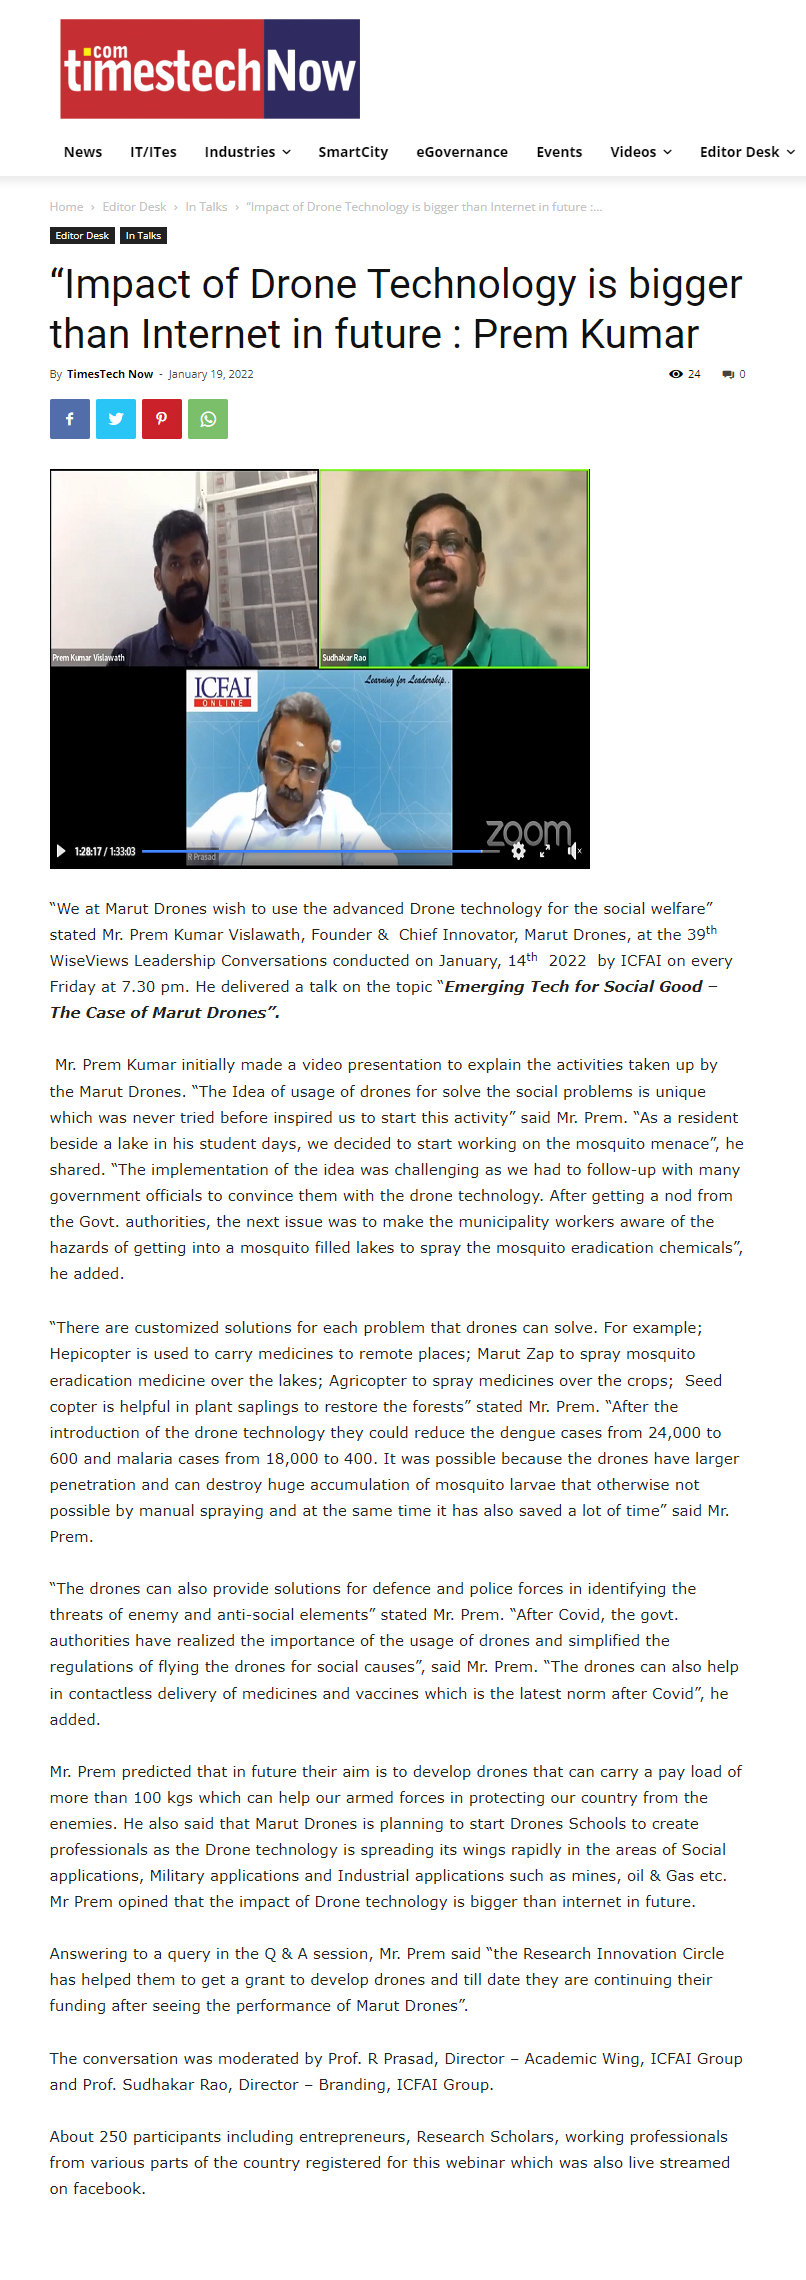 .com
timestechNow
News IT/ITes Industries SmartCity eGovernance Events Videos Editor Desk
Home › Editor Desk › In Talks › “Impact of Drone Technology is bigger than Internet in future :...
Editor Desk In Talks
“Impact of Drone Technology is bigger
than Internet in future : Prem Kumar
By TimesTech Now - January 19, 2022 24 0
Prem Kumar Vislawath
Sudhakar Rao
ICFAI
ONLINE
Learning for Leadership..
zoom
1:28:17 / 1:33:03
R Prasad
“We at Marut Drones wish to use the advanced Drone technology for the social welfare”
stated Mr. Prem Kumar Vislawath, Founder & Chief Innovator, Marut Drones, at the 39th
WiseViews Leadership Conversations conducted on January, 14th 2022 by ICFAI on every
Friday at 7.30 pm. He delivered a talk on the topic “Emerging Tech for Social Good –
The Case of Marut Drones”.
Mr. Prem Kumar initially made a video presentation to explain the activities taken up by
the Marut Drones. “The Idea of usage of drones for solve the social problems is unique
which was never tried before inspired us to start this activity” said Mr. Prem. “As a resident
beside a lake in his student days, we decided to start working on the mosquito menace”, he
shared. “The implementation of the idea was challenging as we had to follow-up with many
government officials to convince them with the drone technology. After getting a nod from
the Govt. authorities, the next issue was to make the municipality workers aware of the
hazards of getting into a mosquito filled lakes to spray the mosquito eradication chemicals”,
he added.
“There are customized solutions for each problem that drones can solve. For example;
Hepicopter is used to carry medicines to remote places; Marut Zap to spray mosquito
eradication medicine over the lakes; Agricopter to spray medicines over the crops; Seed
copter is helpful in plant saplings to restore the forests” stated Mr. Prem. “After the
introduction of the drone technology they could reduce the dengue cases from 24,000 to
600 and malaria cases from 18,000 to 400. It was possible because the drones have larger
penetration and can destroy huge accumulation of mosquito larvae that otherwise not
possible by manual spraying and at the same time it has also saved a lot of time” said Mr.
Prem.
“The drones can also provide solutions for defence and police forces in identifying the
threats of enemy and anti-social elements” stated Mr. Prem. “After Covid, the govt.
authorities have realized the importance of the usage of drones and simplified the
regulations of flying the drones for social causes”, said Mr. Prem. “The drones can also help
in contactless delivery of medicines and vaccines which is the latest norm after Covid”, he
added.
Mr. Prem predicted that in future their aim is to develop drones that can carry a pay load of
more than 100 kgs which can help our armed forces in protecting our country from the
enemies. He also said that Marut Drones is planning to start Drones Schools to create
professionals as the Drone technology is spreading its wings rapidly in the areas of Social
applications, Military applications and Industrial applications such as mines, oil & Gas etc.
Mr Prem opined that the impact of Drone technology is bigger than internet in future.
Answering to a query in the Q & A session, Mr. Prem said “the Research Innovation Circle
has helped them to get a grant to develop drones and till date they are continuing their
funding after seeing the performance of Marut Drones”.
The conversation was moderated by Prof. R Prasad, Director – Academic Wing, ICFAI Group
and Prof. Sudhakar Rao, Director – Branding, ICFAI Group.
About 250 participants including entrepreneurs, Research Scholars, working professionals
from various parts of the country registered for this webinar which was also live streamed
on facebook.